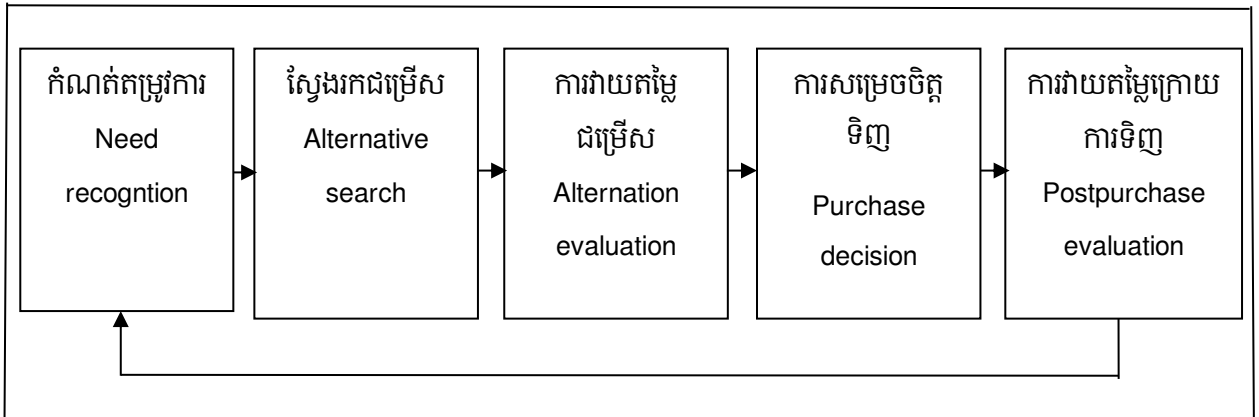 កំណត់តម្រូវការ
Need
recogntion
ស្វែងរកជម្រើស
Alternative
search
ការវាយតម្លៃ
ជម្រើស
Alternation
evaluation
ការសម្រេចចិត្ត
ទិញ
Purchase
decision
ការវាយតម្លៃក្រោយ
ការទិញ
Postpurchase
evaluation